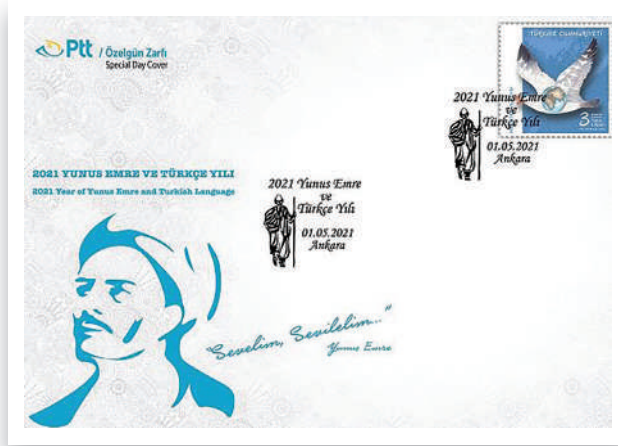 Ptt / Özelgün Zarfı
Special Day Cover
TÜRKİYE CUMHURİYETİ
3
2021 Yunus Emre
ve
Türkçe Yılı
01.05.2021
Ankara
2021 YUNUS EMRE VE TÜRKÇE YILI
2021 Year of Yunus Emre and Turkish Language
2021 Yunus Emre
ve
Türkçe Yılı
01.05.2021
Ankara
"Sevelim, Sevilelim..."
Yunus Emre